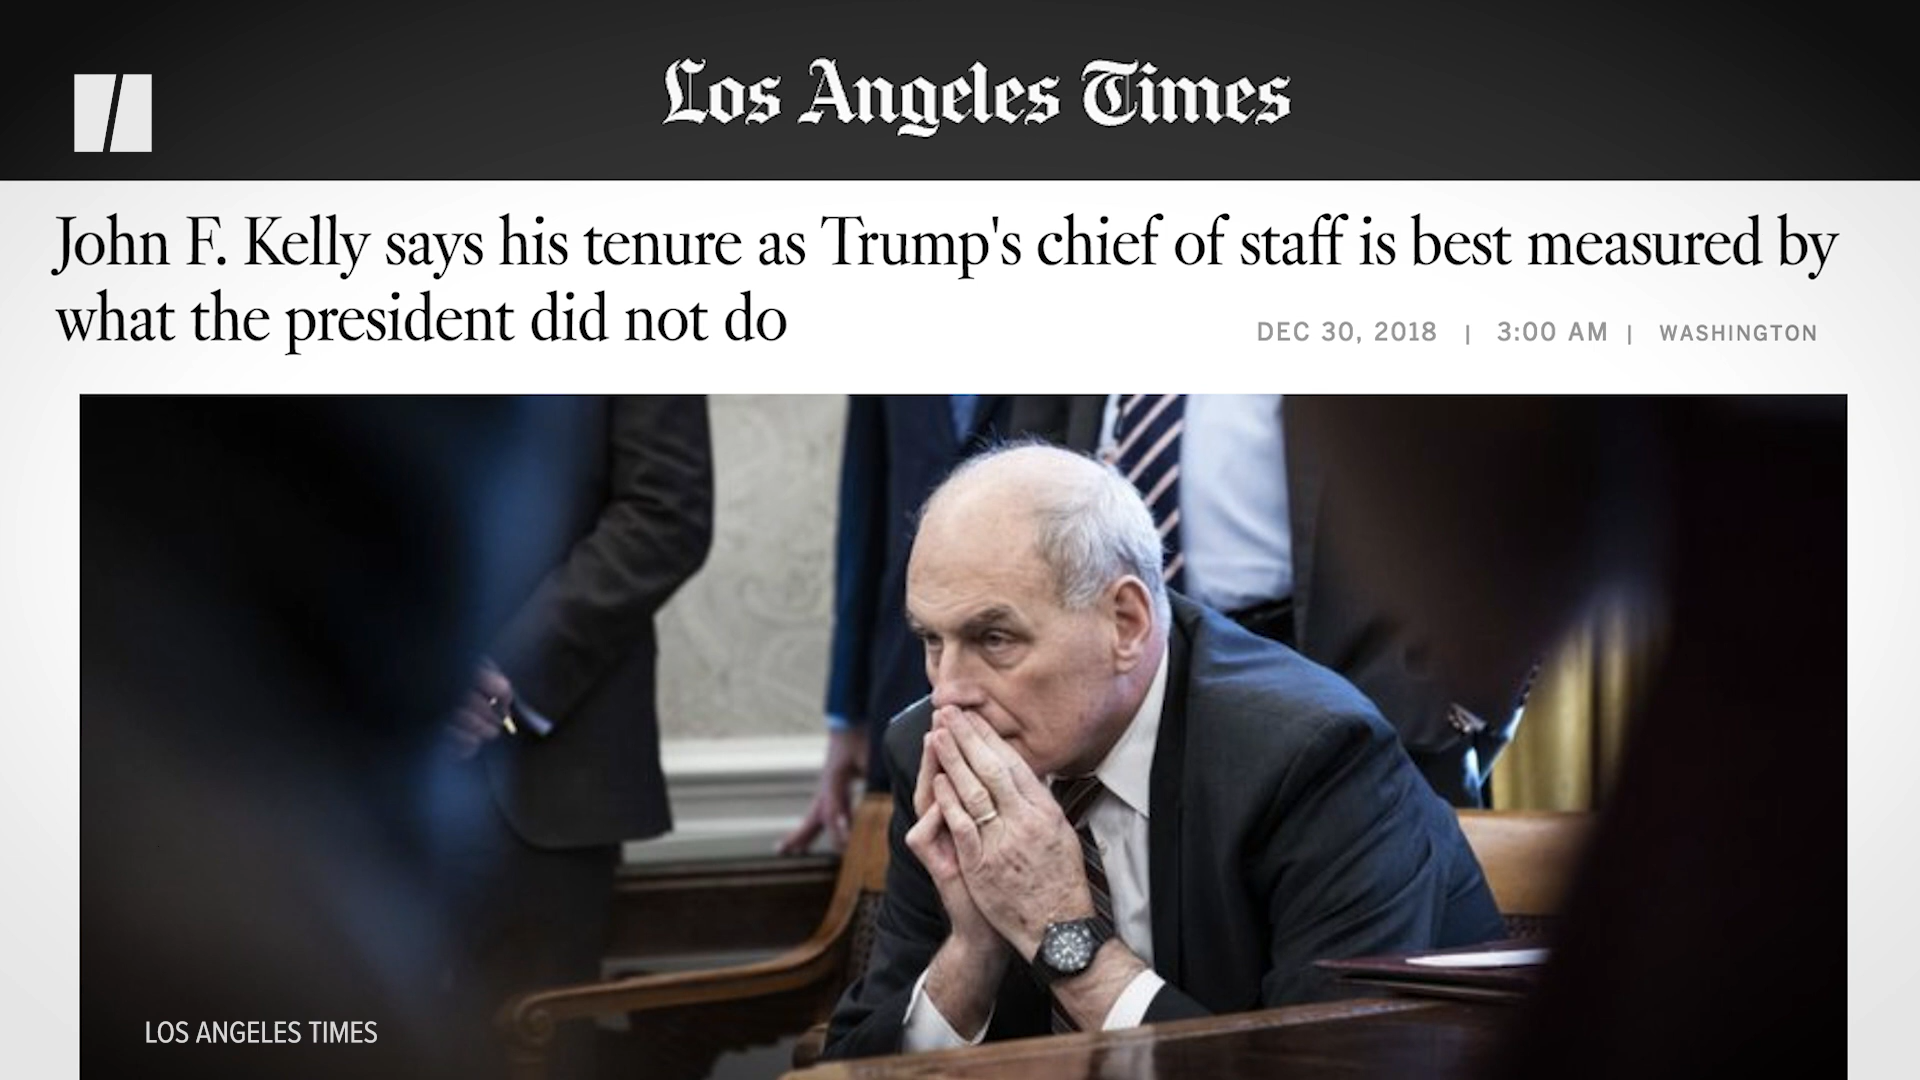 Los Angeles Times
John F. Kelly says his tenure as Trump's chief of staff is best measured by
what the president did not do
DEC 30, 2018 | 3:00 AM | WASHINGTON
LOS ANGELES TIMES